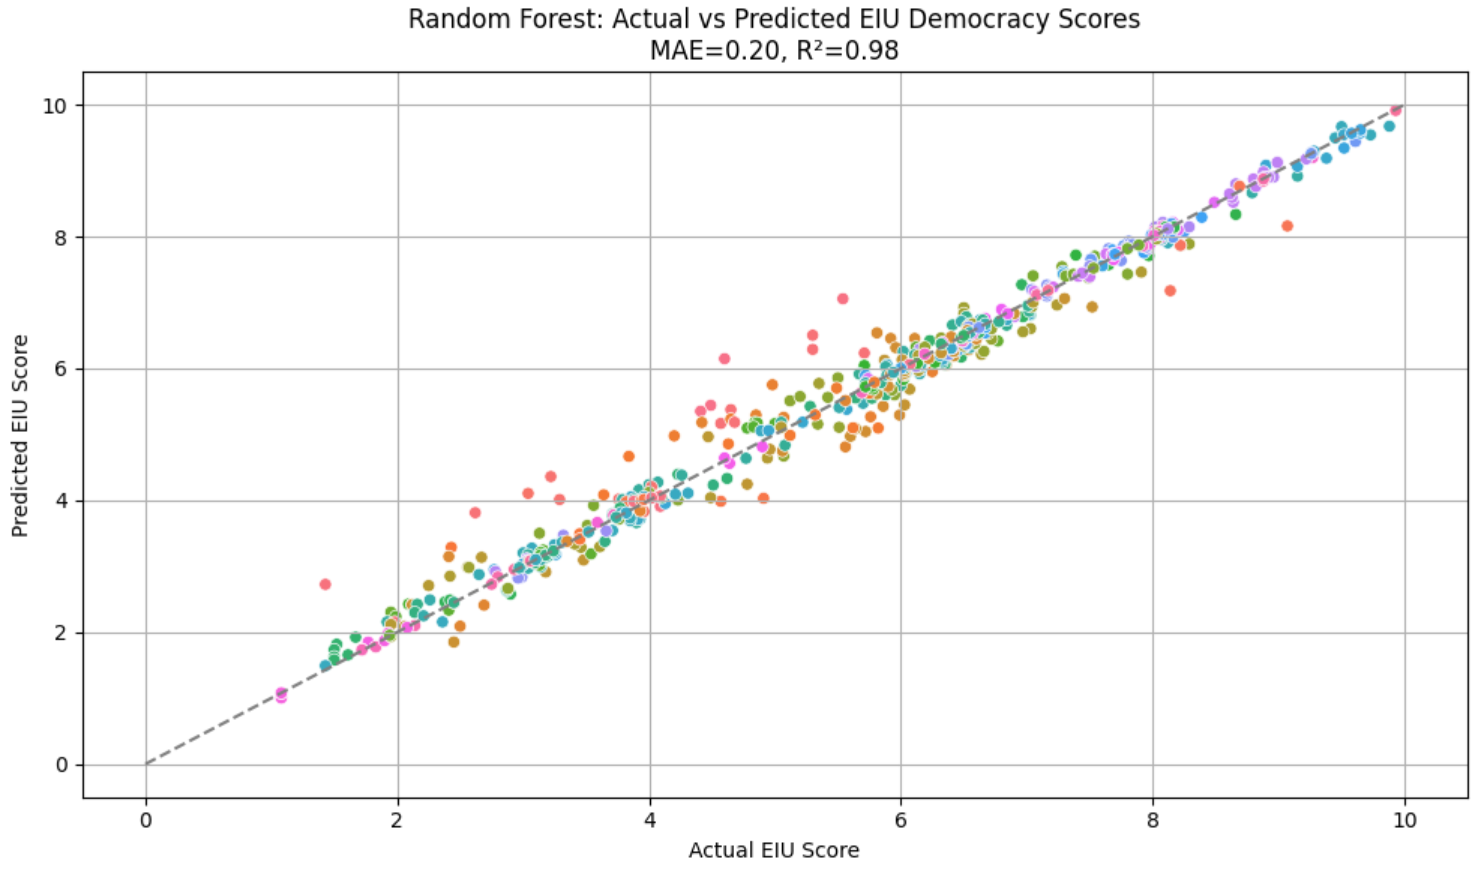 Random Forest: Actual vs Predicted EIU Democracy Scores
MAE=0.20, R²=0.98
Predicted EIU Score
10
8
6
4
2
0
0 2 4 6 8 10
Actual EIU Score